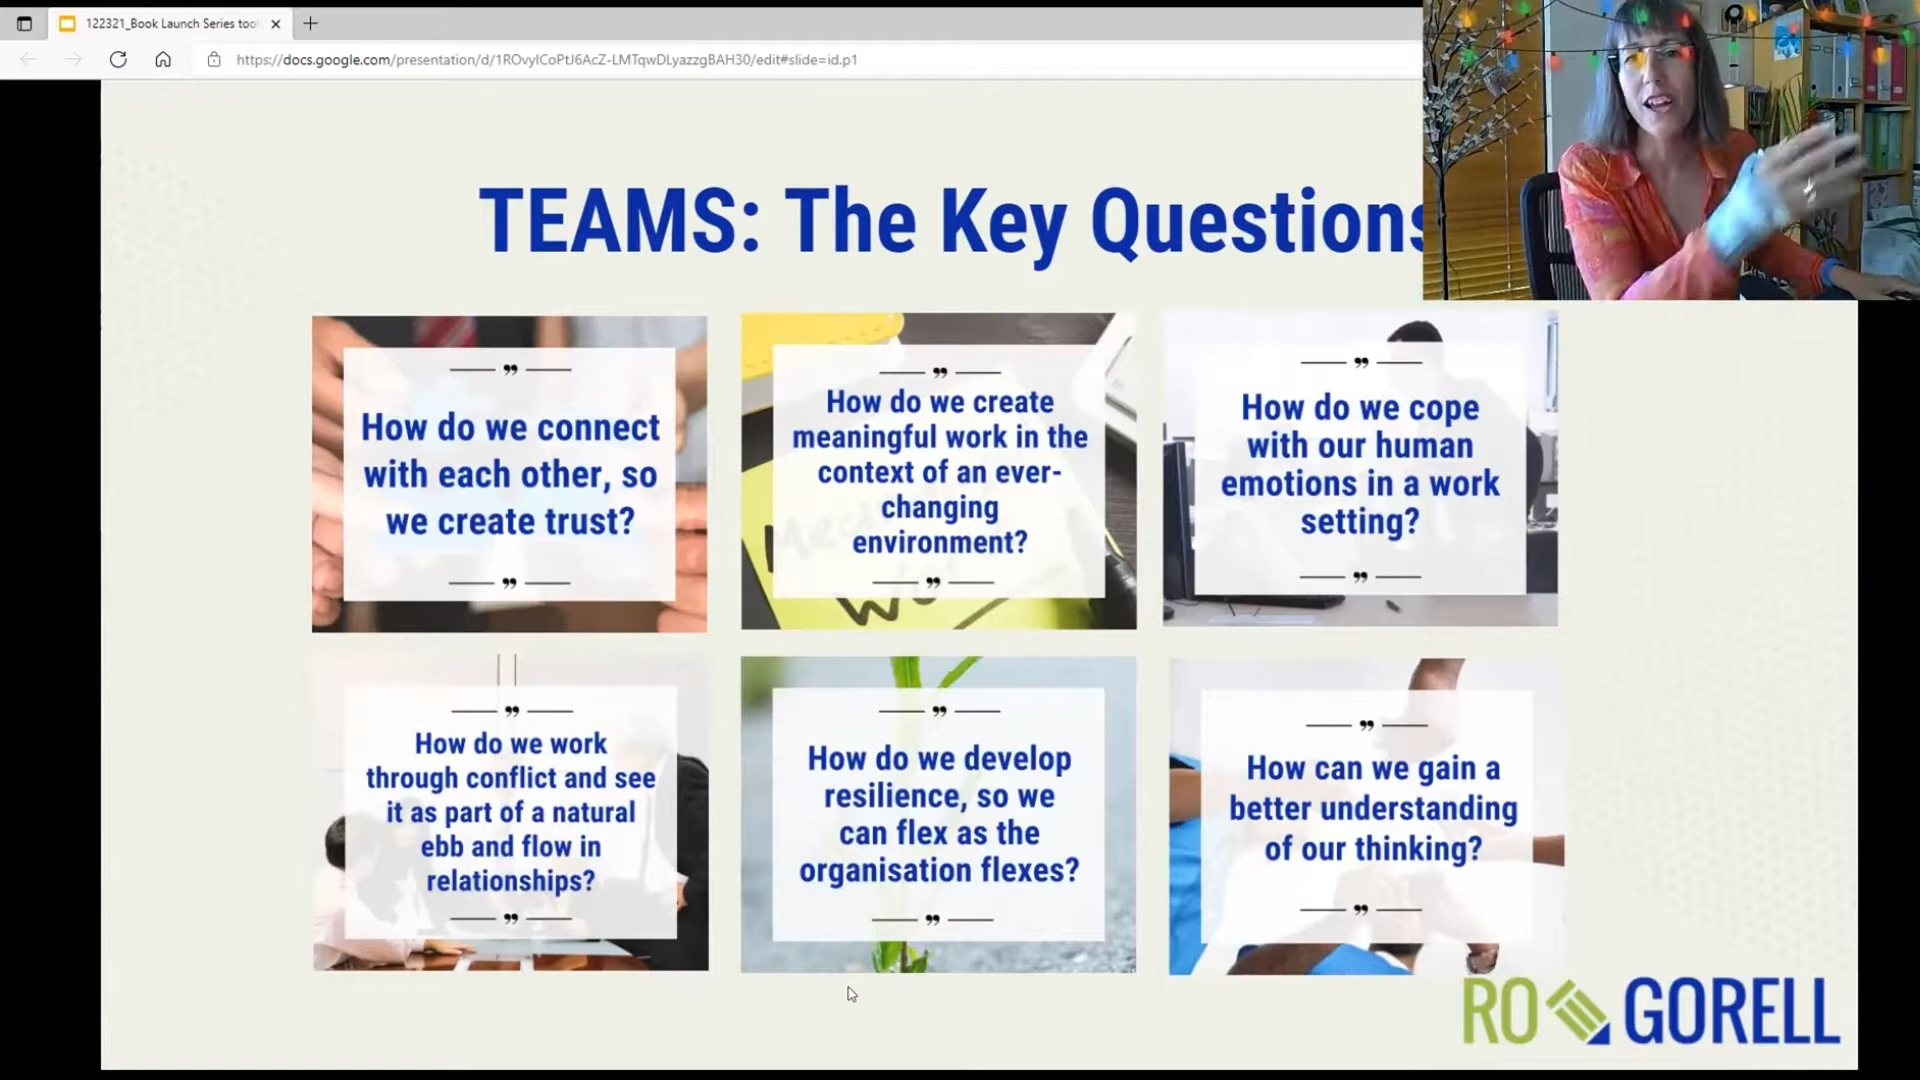 122321_Book Launch Series too
https://docs.google.com/presentation/d/1ROvylCoPtJ6AcZ-LMTqwDLyazzgBAH30/edit#slide=id.p1
TEAMS: The Key Questions
How do we connect
with each other, so
we create trust?
How do we create
meaningful work in the
context of an ever-
changing
environment?
How do we cope
with our human
emotions in a work
setting?
How do we work
through conflict and see
it as part of a natural
ebb and flow in
relationships?
How do we develop
resilience, so we
can flex as the
organisation flexes?
How can we gain a
better understanding
of our thinking?
RO GORELL